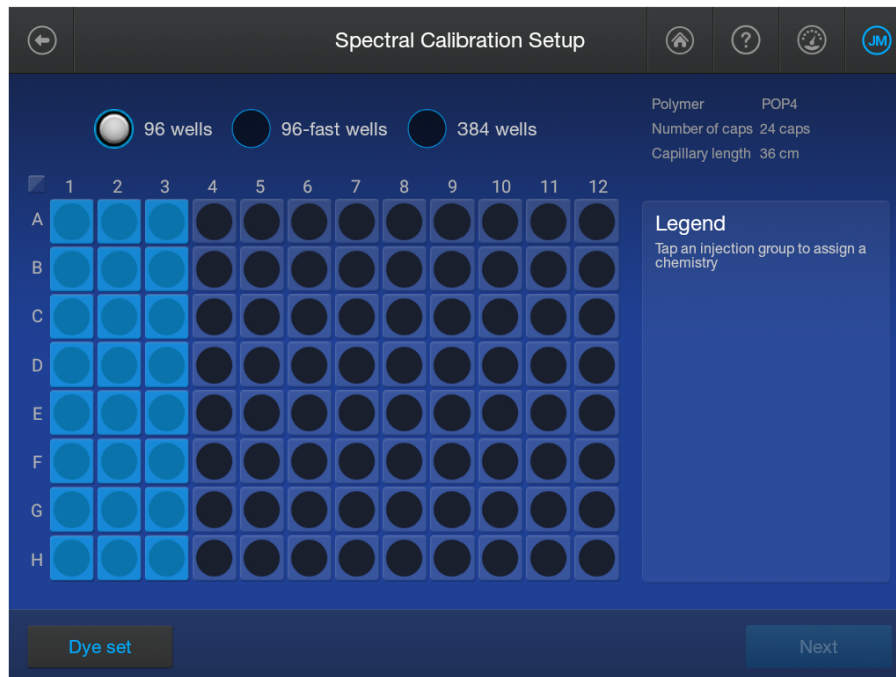 Spectral Calibration Setup
?
JM
96 wells
96-fast wells
384 wells
Polymer POP4
Number of caps 24 caps
Capillary length 36 cm
1 2 3 4 5 6 7 8 9 10 11 12
A
B
C
D
E
F
G
H
Legend
Tap an injection group to assign a
chemistry
Dye set
Next